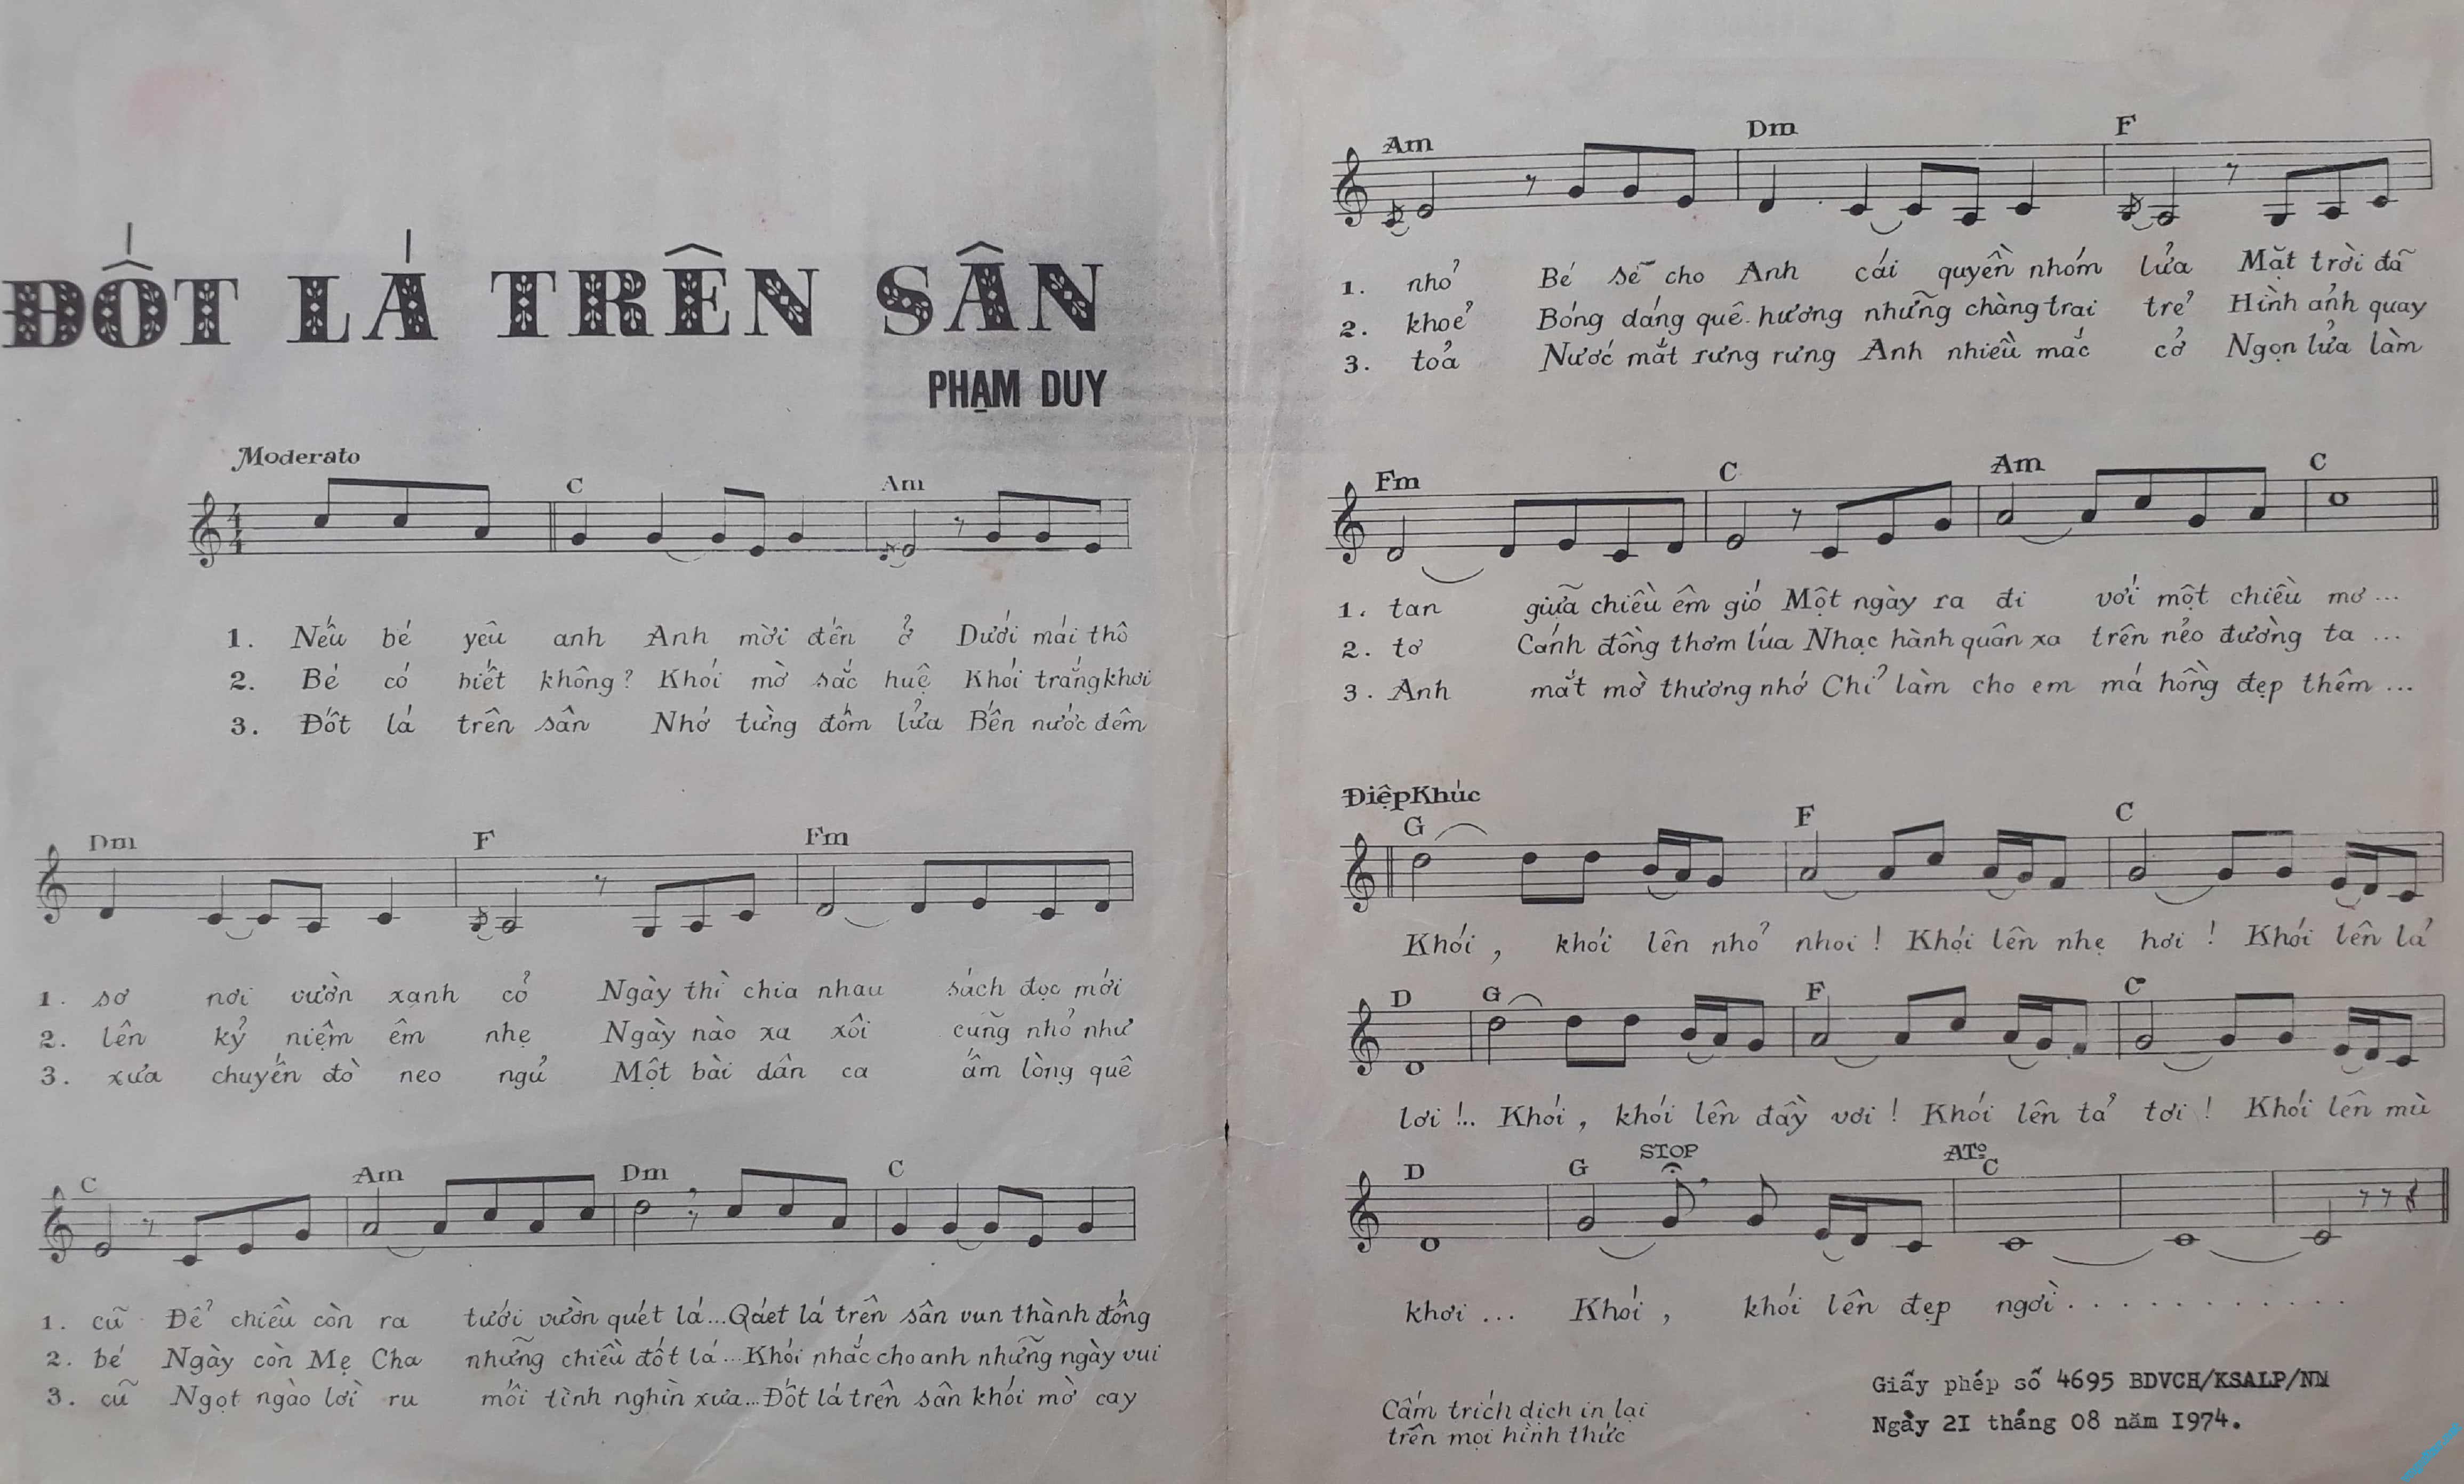 ĐỐT LÁ TRÊN SÂN
PHẠM DUY
Moderato
C Am
1. Nếu bé yêu anh Anh mời đến ở Dưới mái thô
2. Bé có biết không? Khói mờ sắc huệ Khói trắng khơi
3. Đốt lá trên sân Nhớ từng đốm lửa Bến nước đêm
Dm F Fm
1. sơ nơi vườn xanh cỏ Ngày thì chia nhau sách đọc mới
2. lên kỷ niệm êm nhẹ Ngày nào xa xôi cũng nhỏ như
3. xưa chuyến đò neo ngủ Một bài dân ca ấm lòng quê
C Am Dm C
1. cũ Để chiều còn ra tưới vườn quét lá...Qúet lá trên sân vun thành đống
2. bé Ngày còn Mẹ Cha những chiều đốt lá...Khói nhắc cho anh những ngày vui
3. cũ Ngọt ngào lời ru mối tình nghìn xưa...Đốt lá trên sân khói mờ cay
Am Dm F
1. nhỏ Bé sẽ cho Anh cái quyền nhóm lửa Mặt trời đã
2. khoẻ Bóng dáng quê hương những chàng trai trẻ Hình ảnh quay
3. toả Nước mắt rưng rưng Anh nhiều mắc cở Ngọn lửa làm
Fm C Am C
1. tan giữa chiều êm gió Một ngày ra đi với một chiều mơ...
2. tơ Cánh đồng thơm lúa Nhạc hành quân xa trên nẻo đường ta...
3. Anh mắt mờ thương nhớ Chỉ làm cho em má hồng đẹp thêm...
Điệp Khúc
G F C
Khói, khói lên nhỏ nhoi! Khói lên nhẹ hơi! Khói lên lả
D G F C
lơi!.. Khói, khói lên đầy vơi! Khói lên tả tơi! Khói lên mù
STOP
D G ATº C
khơi... Khói, khói lên đẹp ngời...........
Cấm trích dịch in lại
trên mọi hình thức
Giấy phép số 4695 BDVCH/KSALP/NN
Ngày 21 tháng 08 năm 1974.